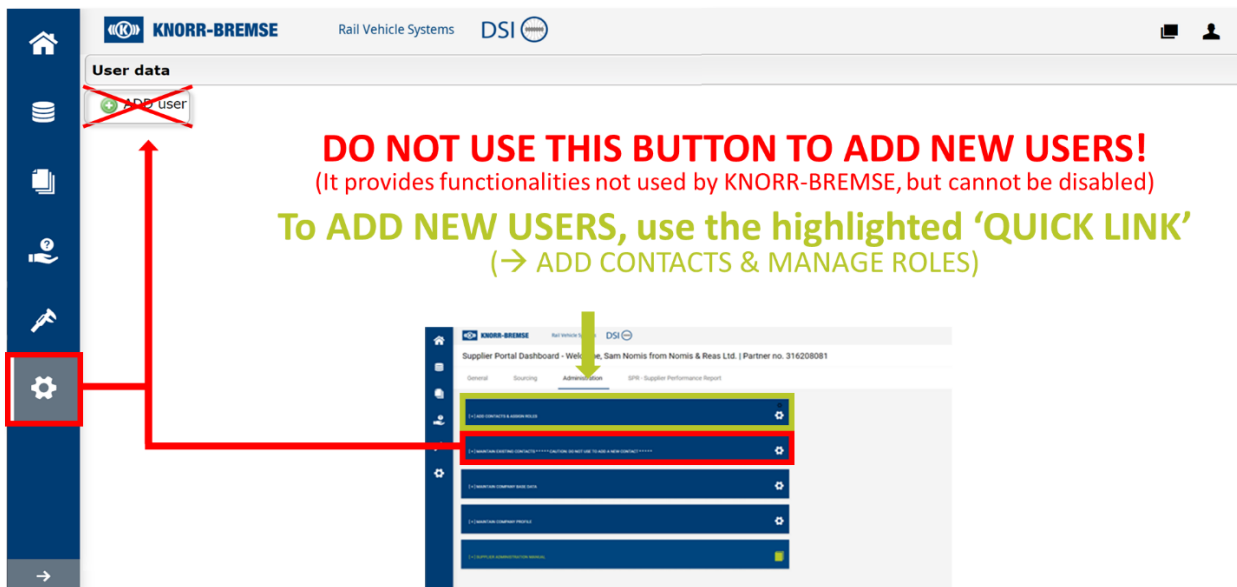 KNORR-BREMSE
Rail Vehicle Systems
DSI
User data
ADD user
DO NOT USE THIS BUTTON TO ADD NEW USERS!
(It provides functionalities not used by KNORR-BREMSE, but cannot be disabled)
To ADD NEW USERS, use the highlighted ‘QUICK LINK’
(→ ADD CONTACTS & MANAGE ROLES)
KNORR-BREMSE
Rail Vehicle
DSI
Supplier Portal Dashboard - Welcome, Sam Nomis from Nomis & Reas Ltd. | Partner no. 316208081
General
Sourcing
Administration
SPR - Supplier Performance Report
[+] ADD CONTACTS & ASSIGN ROLES
[+] MAINTAIN EXISTING CONTACTS ***** CAUTION: DO NOT USE TO ADD A NEW CONTACT *****
[+] MAINTAIN COMPANY BASE DATA
[+] MAINTAIN COMPANY PROFILE
[+] SUPPLIER ADMINISTRATION MANUAL